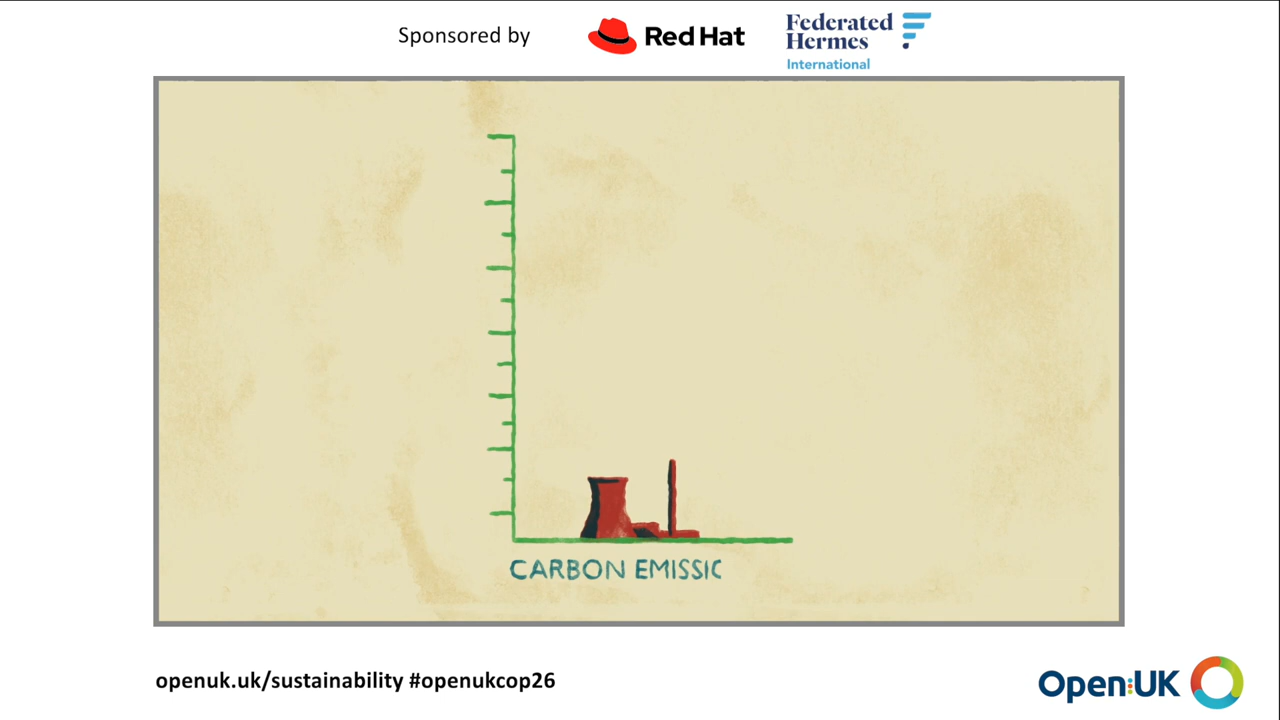 Sponsored by
Red Hat
Federated
Hermes
International
CARBON EMISSIC
openuk.uk/sustainability #openukcop26
Open:UK